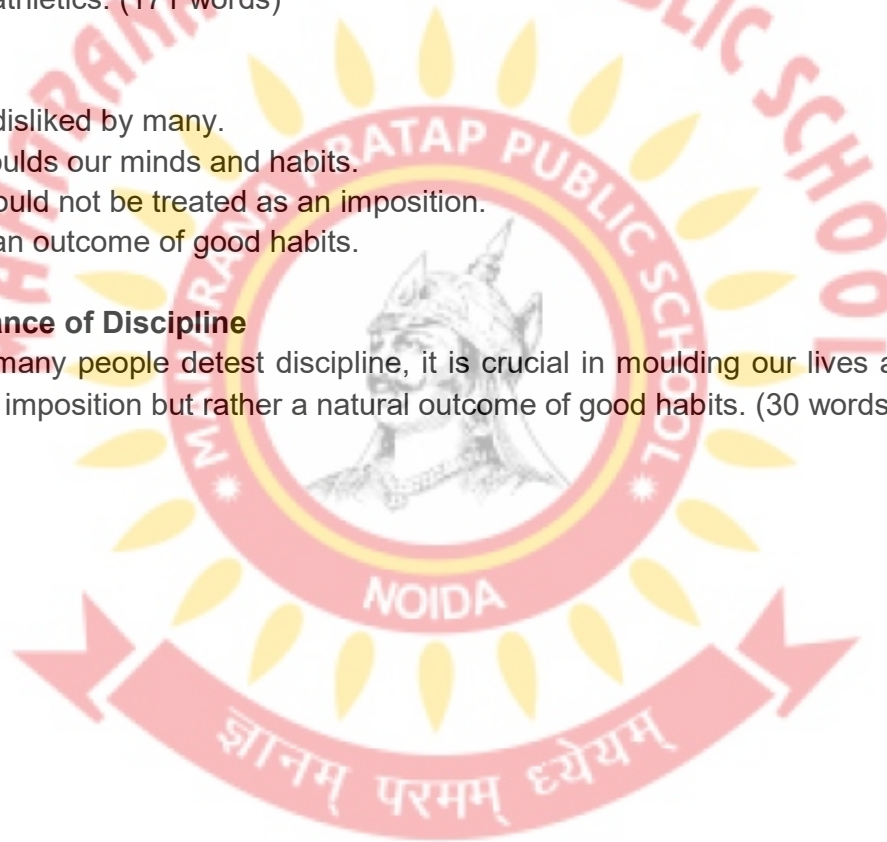 athletics. (171 words)
disliked by many.
oulds our minds and habits.
ould not be treated as an imposition.
an outcome of good habits.
ance of Discipline
many people detest discipline, it is crucial in moulding our lives a
imposition but rather a natural outcome of good habits. (30 words
MAHARANA PRATAP PUBLIC SCHOOL
NOIDA
ज्ञानम् परमम् ध्येयम्